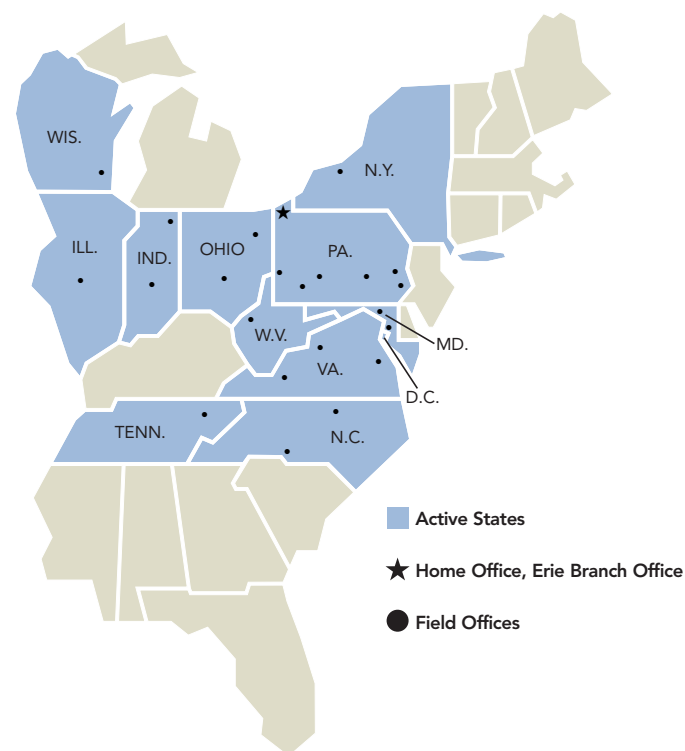 WIS.
N.Y.
ILL.
IND.
OHIO
PA.
W.V.
MD.
VA.
D.C.
TENN.
N.C.
Active States
Home Office, Erie Branch Office
Field Offices